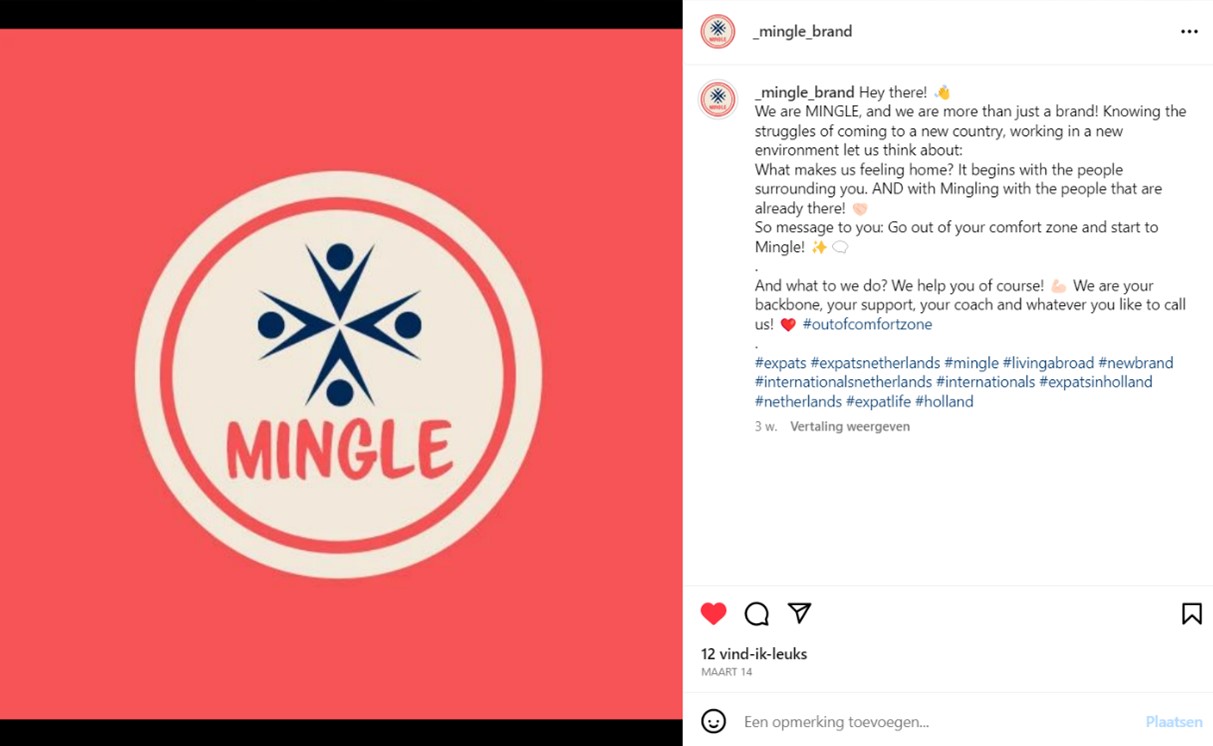 MINGLE
_mingle_brand
_mingle_brand Hey there! 👋
We are MINGLE, and we are more than just a brand! Knowing the
struggles of coming to a new country, working in a new
environment let us think about:
What makes us feeling home? It begins with the people
surrounding you. AND with Mingling with the people that are
already there! 🤝🏻
So message to you: Go out of your comfort zone and start to
Mingle! ✨🗨
.
And what to we do? We help you of course! 💪🏻 We are your
backbone, your support, your coach and whatever you like to call
us! ❤️ #outofcomfortzone
.
#expats #expatsnetherlands #mingle #livingabroad #newbrand
#internationalsnetherlands #internationals #expatsinholland
#netherlands #expatlife #holland
3 w. Vertaling weergeven
12 vind-ik-leuks
MAART 14
Een opmerking toevoegen... Plaatsen